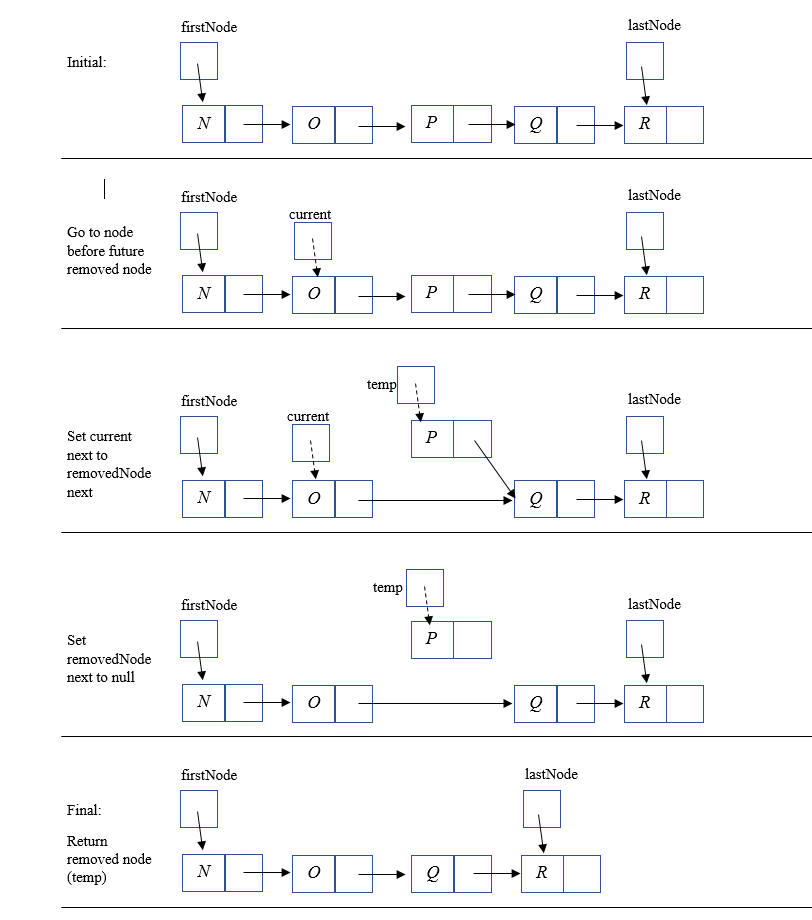 firstNode
lastNode
Initial:
N O P Q R
firstNode
lastNode
current
Go to node
before future
removed node
N O P Q R
temp
firstNode
lastNode
current
P
Set current
next to
removedNode
next
N O Q R
temp
firstNode
lastNode
P
Set
removedNode
next to null
N O Q R
firstNode
lastNode
Final:
Return
removed node
(temp)
N O Q R